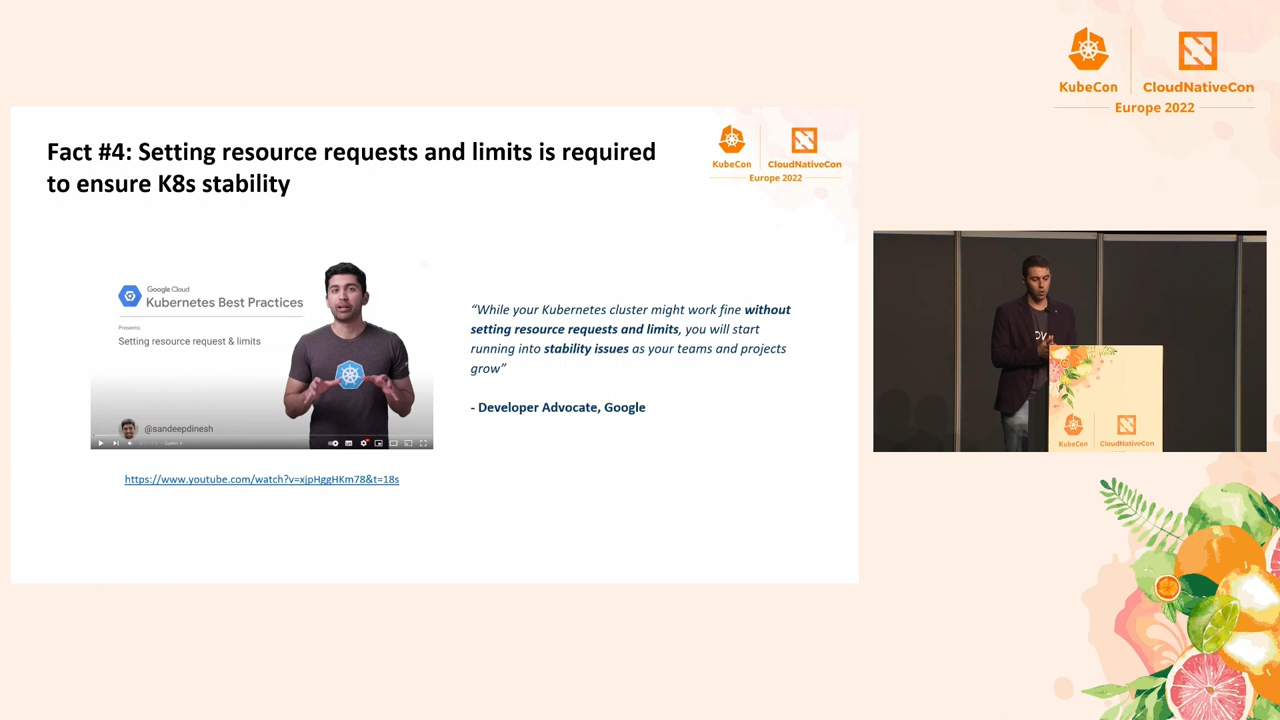 KubeCon
CloudNativeCon
Europe 2022
Fact #4: Setting resource requests and limits is required
to ensure K8s stability
KubeCon
CloudNativeCon
Europe 2022
Google Cloud
Kubernetes Best Practices
Presents:
Setting resource request & limits
@sandeepdinesh
https://www.youtube.com/watch?v=xjpHggHKm78&t=18s
“While your Kubernetes cluster might work fine without
setting resource requests and limits, you will start
running into stability issues as your teams and projects
grow”
- Developer Advocate, Google
KubeCon
CloudNativeCon